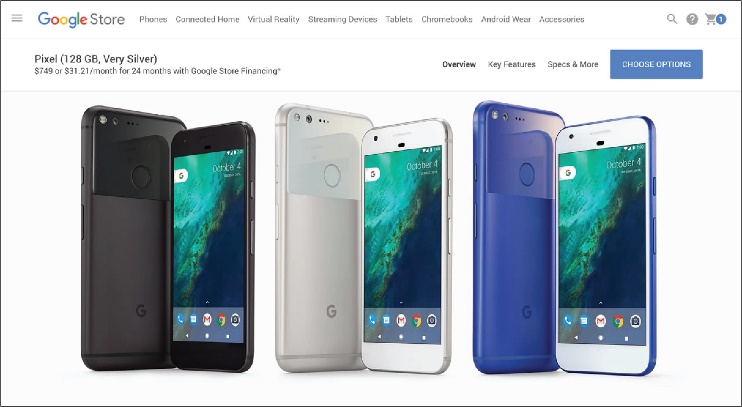 Google Store
Phones Connected Home Virtual Reality Streaming Devices Tablets Chromebooks Android Wear Accessories
1
Pixel (128 GB, Very Silver)
$749 or $31.21/month for 24 months with Google Store Financing*
Overview Key Features Specs & More CHOOSE OPTIONS
October 4
October 4
October 4
G
G
G
G
G
G